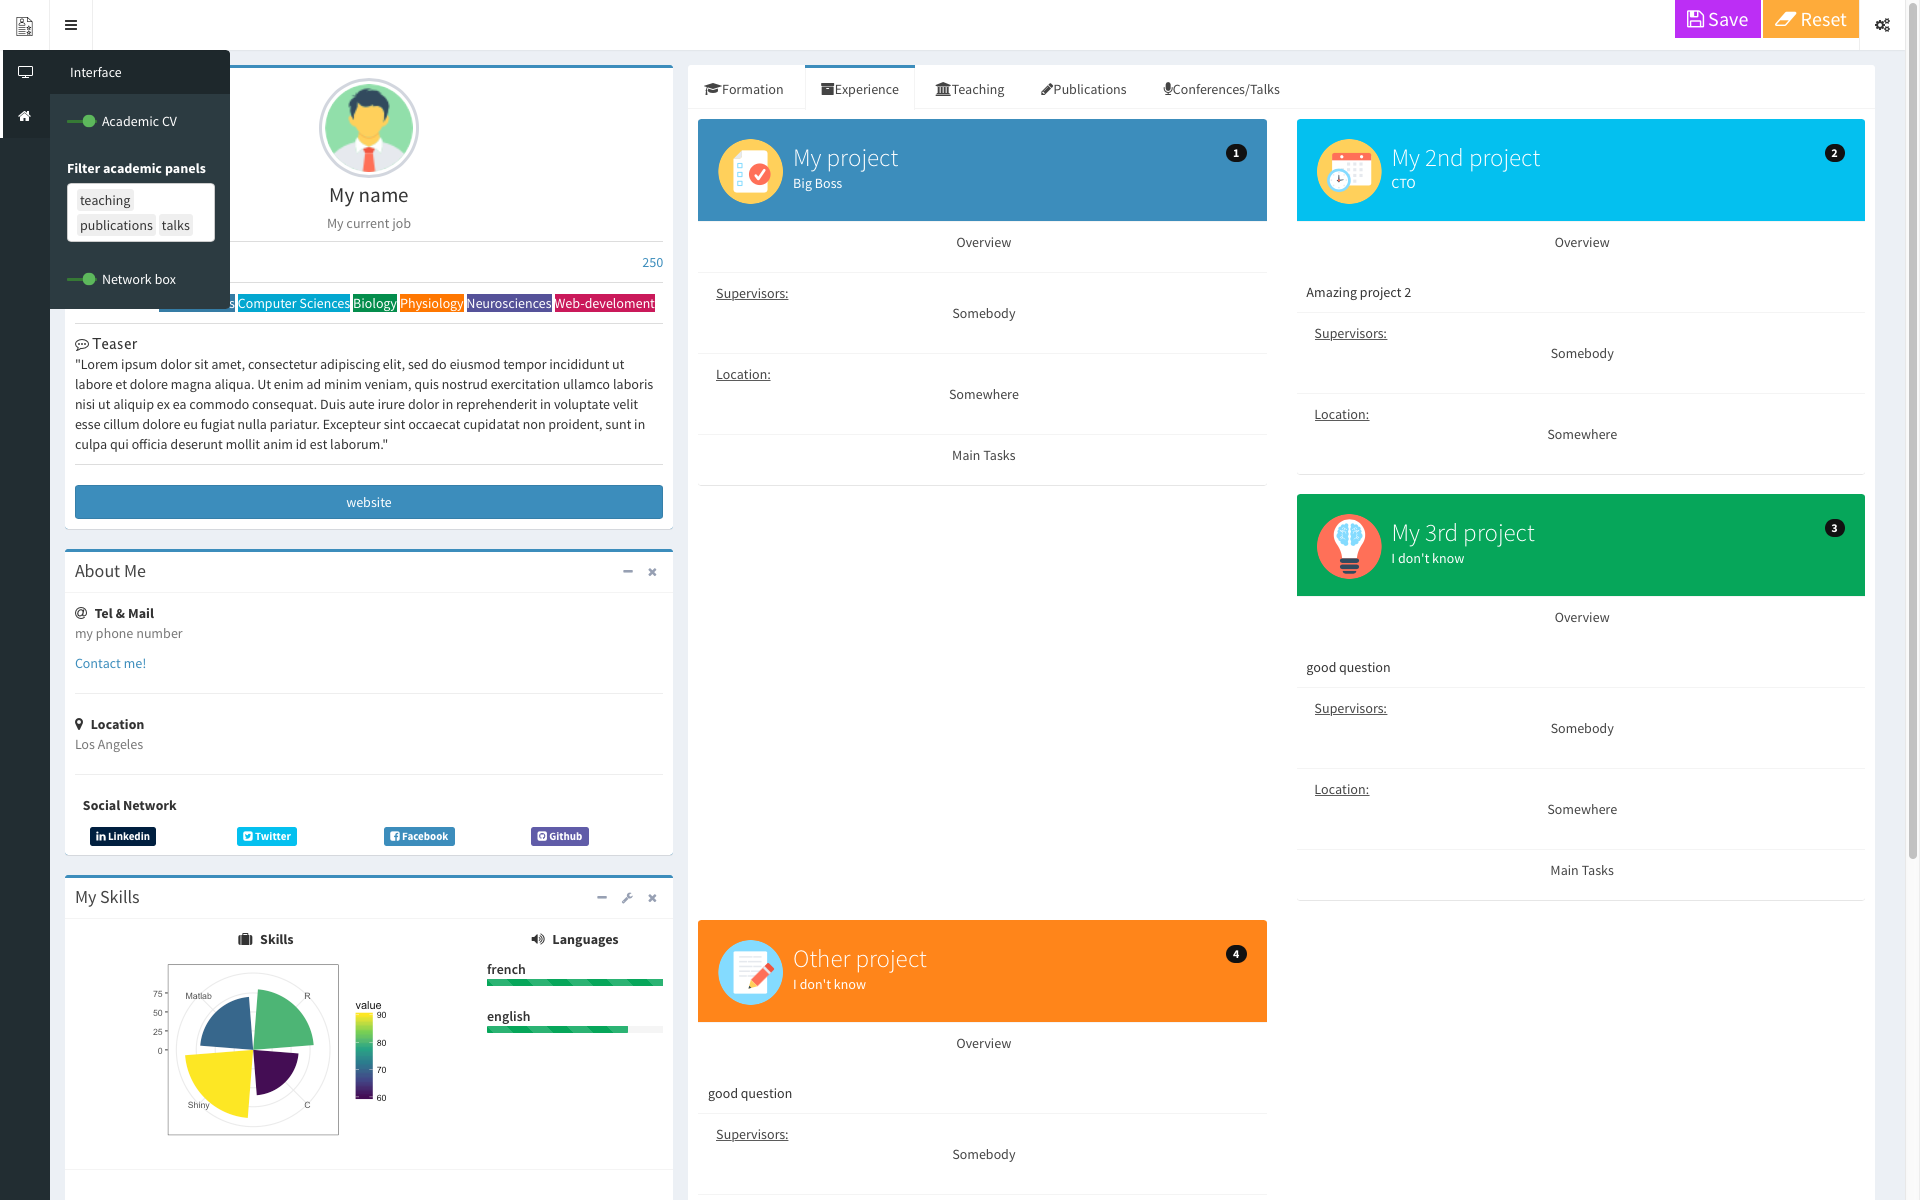 Save
Reset
Interface
Academic CV
Filter academic panels
teaching
publications talks
Network box
My name
My current job
250
s Computer Sciences Biology Physiology Neurosciences Web-develoment
Teaser
"Lorem ipsum dolor sit amet, consectetur adipiscing elit, sed do eiusmod tempor incididunt ut
labore et dolore magna aliqua. Ut enim ad minim veniam, quis nostrud exercitation ullamco laboris
nisi ut aliquip ex ea commodo consequat. Duis aute irure dolor in reprehenderit in voluptate velit
esse cillum dolore eu fugiat nulla pariatur. Excepteur sint occaecat cupidatat non proident, sunt in
culpa qui officia deserunt mollit anim id est laborum."
website
About Me
@ Tel & Mail
my phone number
Contact me!
Location
Los Angeles
Social Network
Linkedin Twitter Facebook Github
My Skills
Skills
Matlab
R
Shiny
C
75
50
25
0
value
90
80
70
60
Languages
french
english
Formation Experience Teaching Publications Conferences/Talks
My project
1
Big Boss
Overview
Supervisors:
Somebody
Location:
Somewhere
Main Tasks
My 2nd project
2
CTO
Overview
Amazing project 2
Supervisors:
Somebody
Location:
Somewhere
My 3rd project
3
I don't know
Overview
good question
Supervisors:
Somebody
Location:
Somewhere
Main Tasks
Other project
4
I don't know
Overview
good question
Supervisors:
Somebody